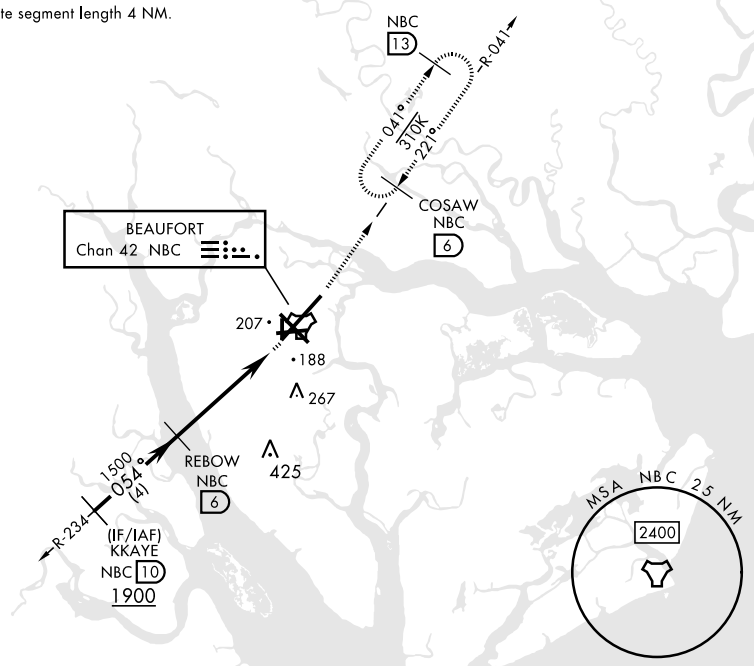 te segment length 4 NM.
NBC
13
R-041
041°
310K
221°
COSAW
NBC
6
BEAUFORT
Chan 42 NBC
207
188
267
425
REBOW
NBC
6
1500
054°
(4)
R-234
(IF/IAF)
KKAYE
NBC 10
1900
MSA NBC 25 NM
2400